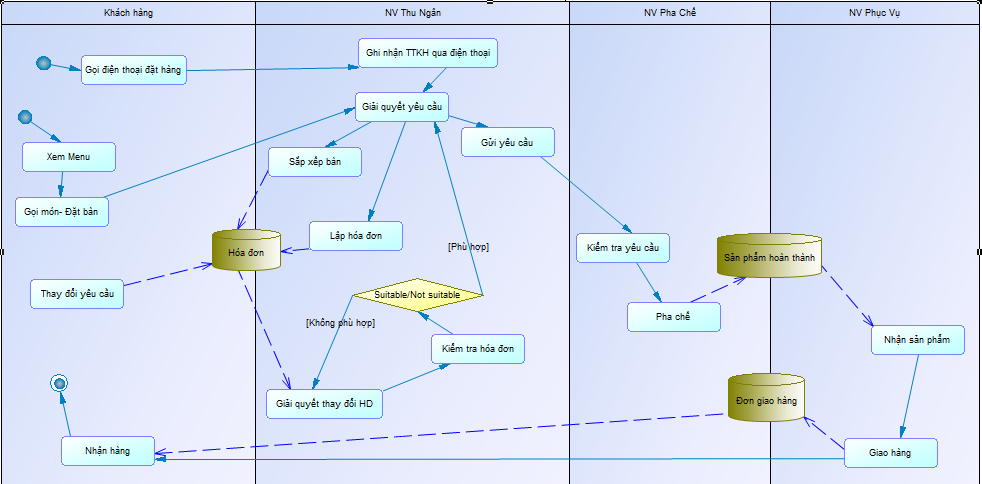 Khách hàng
NV Thu Ngân
NV Pha Chế
NV Phục Vụ
Gọi điện thoại đặt hàng
Ghi nhận TTKH qua điện thoại
Giải quyết yêu cầu
Gửi yêu cầu
Xem Menu
Sắp xếp bàn
Gọi món- Đặt bàn
Lập hóa đơn
[Phù hợp]
Kiểm tra yêu cầu
Hóa đơn
Sản phẩm hoàn thành
Thay đổi yêu cầu
Suitable/Not suitable
[Không phù hợp]
Pha chế
Kiểm tra hóa đơn
Nhận sản phẩm
Giải quyết thay đổi HD
Đơn giao hàng
Nhận hàng
Giao hàng